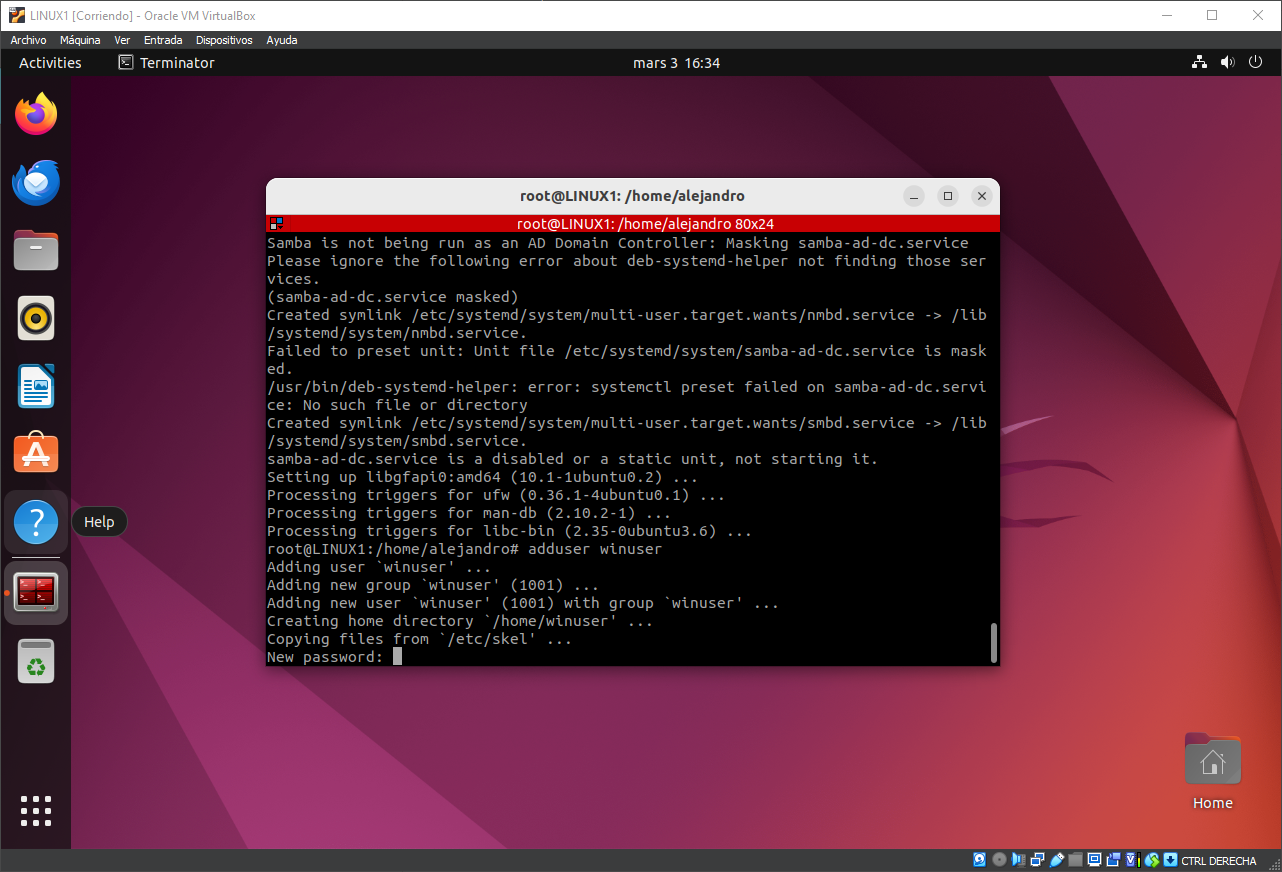 LINUX1 [Corriendo] - Oracle VM VirtualBox
Archivo Máquina Ver Entrada Dispositivos Ayuda
Activities Terminator mars 3 16:34
root@LINUX1: /home/alejandro
root@LINUX1: /home/alejandro 80x24
Samba is not being run as an AD Domain Controller: Masking samba-ad-dc.service
Please ignore the following error about deb-systemd-helper not finding those ser
vices.
(samba-ad-dc.service masked)
Created symlink /etc/systemd/system/multi-user.target.wants/nmbd.service -> /lib
/systemd/system/nmbd.service.
Failed to preset unit: Unit file /etc/systemd/system/samba-ad-dc.service is mask
ed.
/usr/bin/deb-systemd-helper: error: systemctl preset failed on samba-ad-dc.servi
ce: No such file or directory
Created symlink /etc/systemd/system/multi-user.target.wants/smbd.service -> /lib
/systemd/system/smbd.service.
samba-ad-dc.service is a disabled or a static unit, not starting it.
Setting up libgfapi0:amd64 (10.1-1ubuntu0.2) ...
Processing triggers for ufw (0.36.1-4ubuntu0.1) ...
Processing triggers for man-db (2.10.2-1) ...
Processing triggers for libc-bin (2.35-0ubuntu3.6) ...
root@LINUX1:/home/alejandro# adduser winuser
Adding user `winuser' ...
Adding new group `winuser' (1001) ...
Adding new user `winuser' (1001) with group `winuser' ...
Creating home directory `/home/winuser' ...
Copying files from `/etc/skel' ...
New password:
Help
Home
CTRL DERECHA